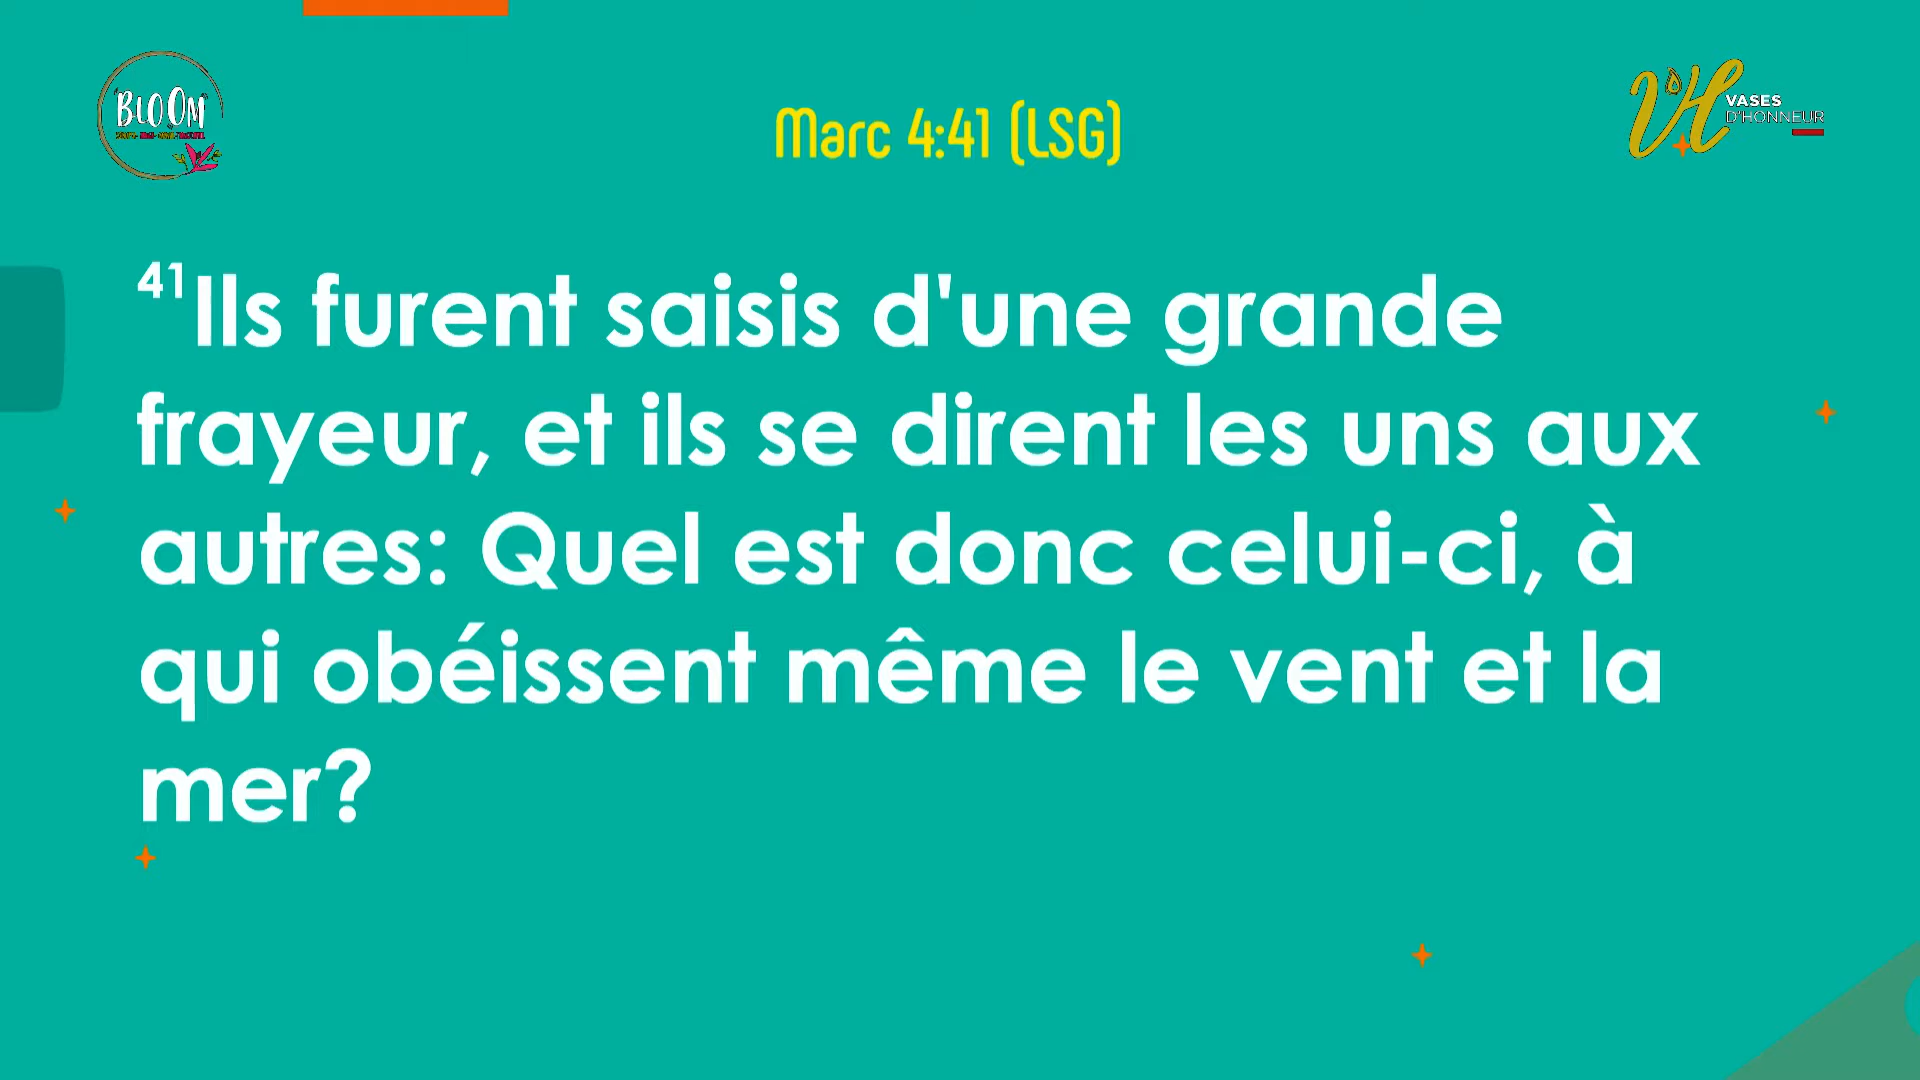 BLOOM
VASES
D'HONNEUR
Marc 4:41 (LSG)
41Ils furent saisis d'une grande
frayeur, et ils se dirent les uns aux
autres: Quel est donc celui-ci, à
qui obéissent même le vent et la
mer?